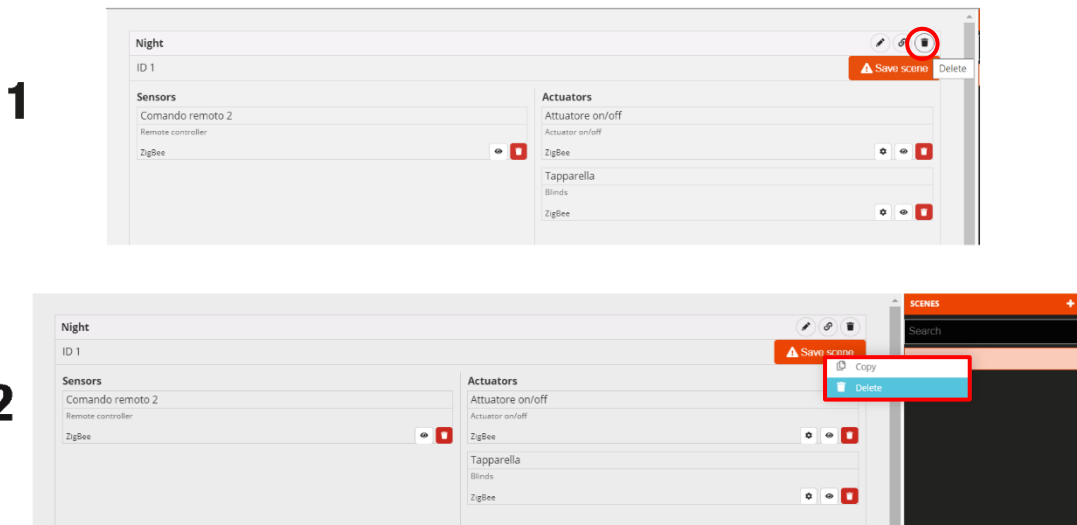 1
Night
ID 1
Save scene
Delete
Sensors
Actuators
Comando remoto 2
Remote controller
ZigBee
Attuatore on/off
Actuator on/off
ZigBee
Tapparella
Blinds
ZigBee
2
Night
ID 1
Save scene
SCENES +
Search
Copy
Delete
Sensors
Actuators
Comando remoto 2
Remote controller
ZigBee
Attuatore on/off
Actuator on/off
ZigBee
Tapparella
Blinds
ZigBee